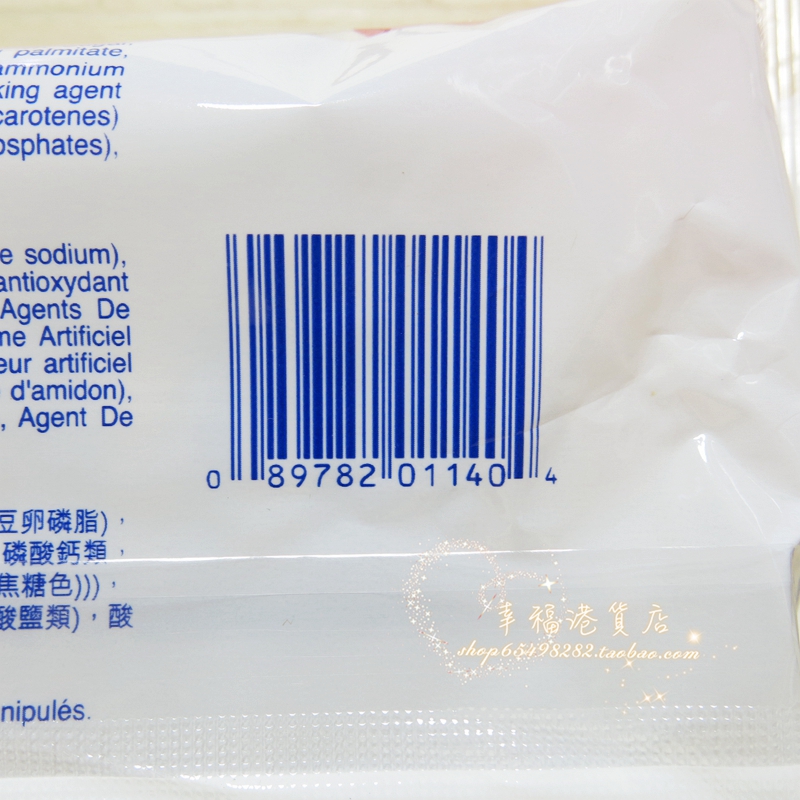 palmitate,
ammonium
king agent
carotenes)
osphates),
e sodium),
antioxydant
Agents De
me Artificiel
eur artificiel
d'amidon),
, Agent De
0 89782 01140 4
豆卵磷脂)，
磷酸鈣類，
焦糖色)))，
酸鹽類)，酸
nipulés.
幸福港貨店
shop65498282.taobao.com